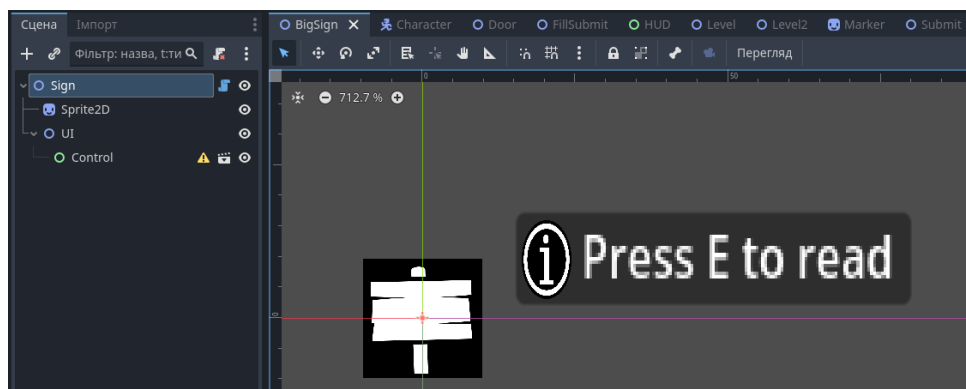 Сцена Імпорт
BigSign Character Door FillSubmit HUD Level Level2 Marker Submit
Фільтр: назва, t:ти
Перегляд
Sign
0 50
712.7 %
Sprite2D
UI
Control
Press E to read
0